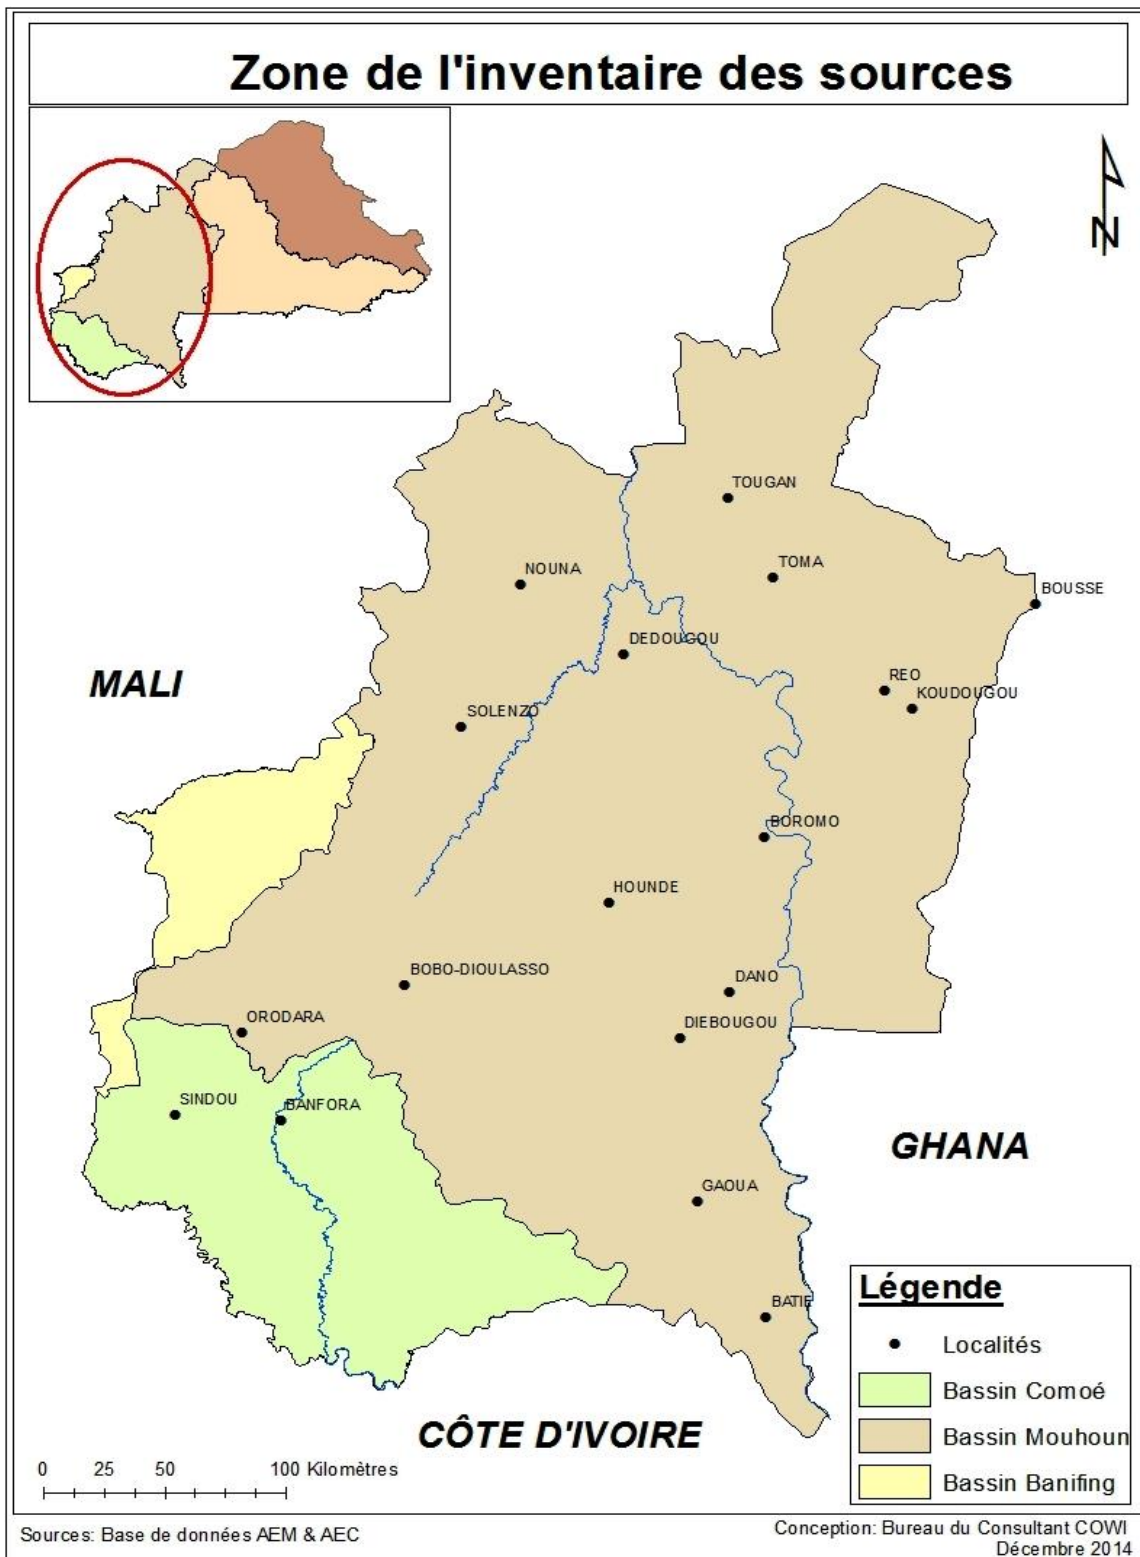 Zone de l'inventaire des sources
N
TOUGAN
TOMA
NOUNA
BOUSSE
DEDOUGOU
MALI
REO
KOUDOUGOU
SOLENZO
BOROMO
HOUNDE
BOBO-DIOULASSO
DANO
ORODARA
DIEBOUGOU
SINDOU
BANFORA
GHANA
GAOUA
BATIE
Légende
Localités
Bassin Comoé
Bassin Mouhoun
Bassin Banifing
CÔTE D'IVOIRE
0 25 50 100 Kilomètres
Sources: Base de données AEM & AEC
Conception: Bureau du Consultant COWI
Décembre 2014